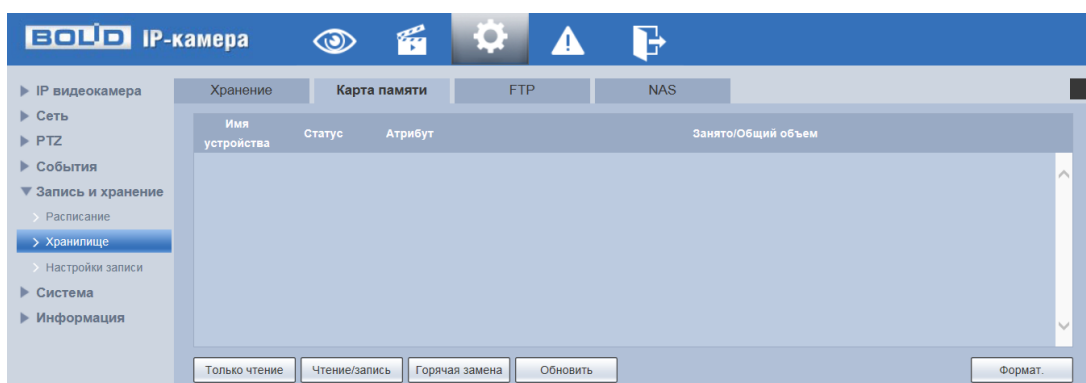 BOLID IP-камера
IP видеокамера
Сеть
PTZ
События
Запись и хранение
Расписание
Хранилище
Настройки записи
Система
Информация
Хранение Карта памяти FTP NAS
Имя устройства Статус Атрибут Занято/Общий объем
Только чтение Чтение/запись Горячая замена Обновить Формат.